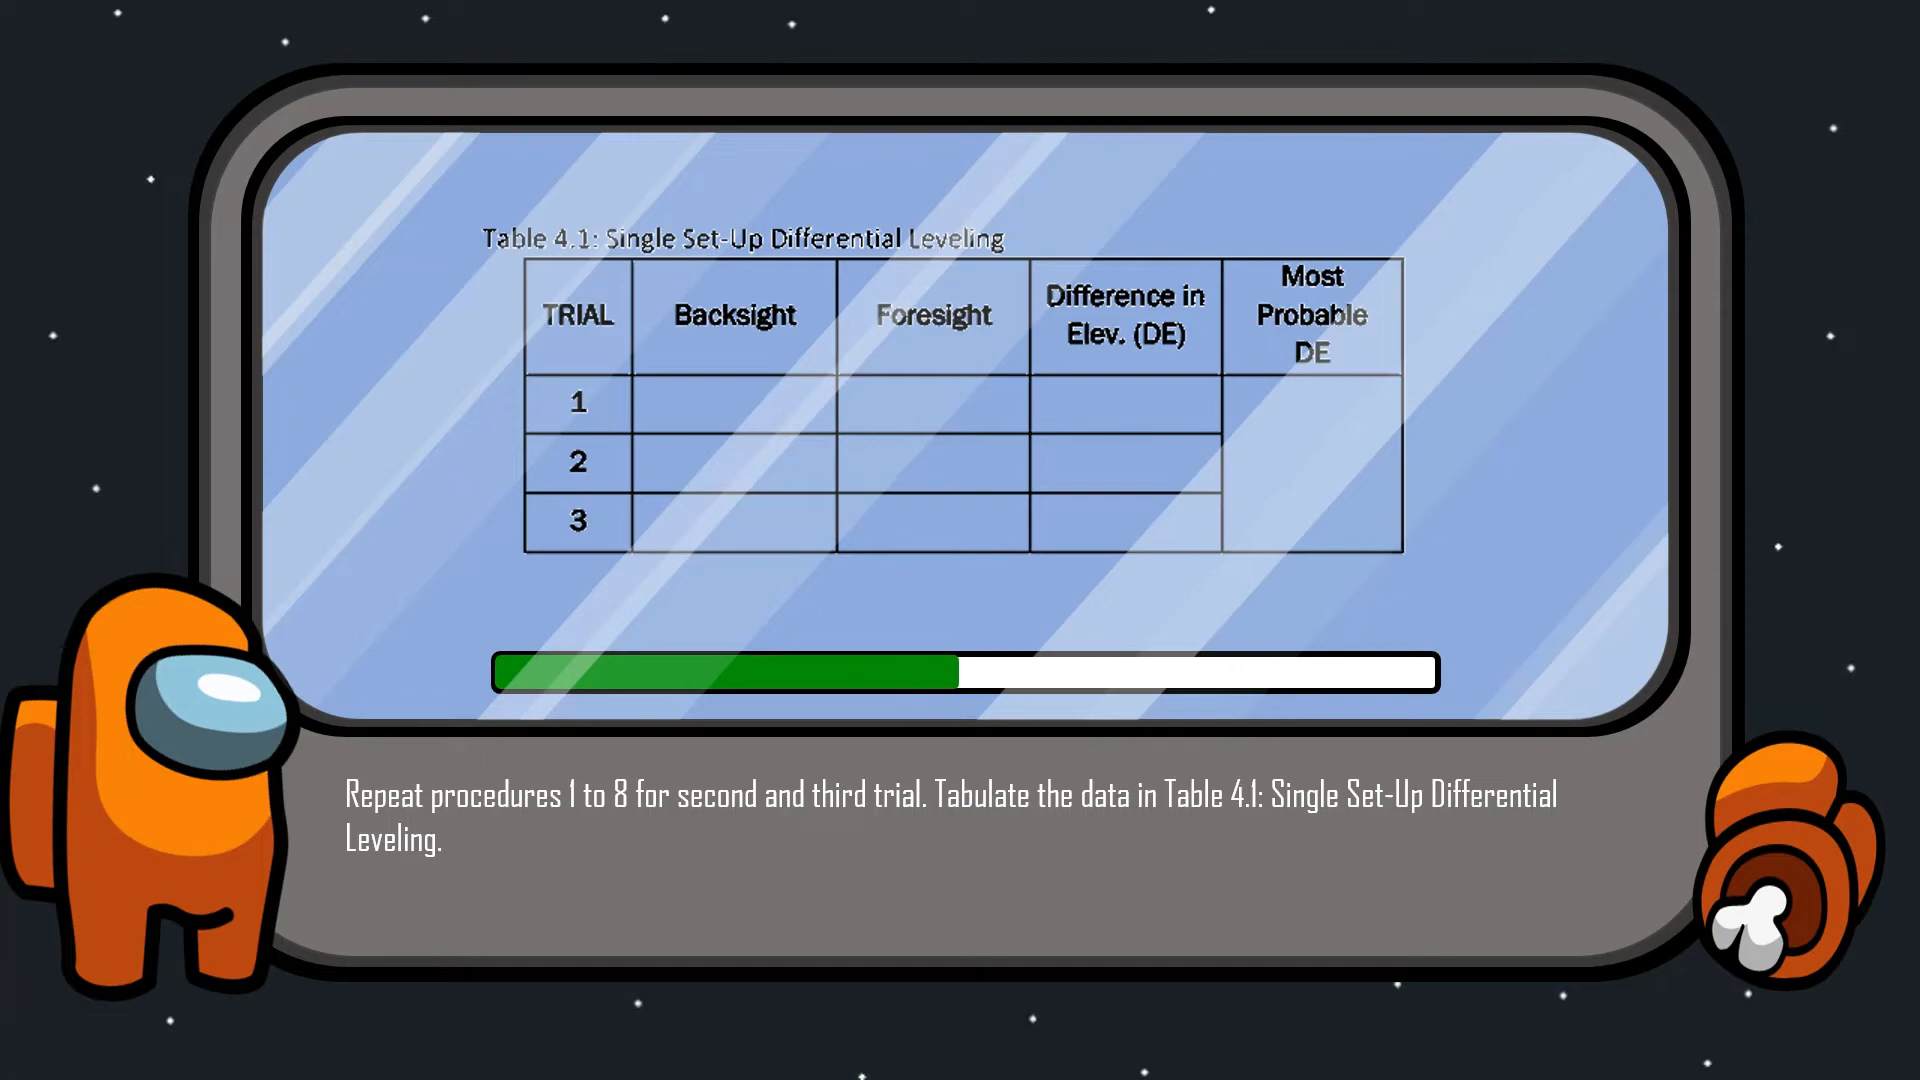 Table 4.1: Single Set-Up Differential Leveling
TRIAL Backsight Foresight Difference in Elev. (DE) Most Probable DE
1
2
3
Repeat procedures 1 to 8 for second and third trial. Tabulate the data in Table 4.1: Single Set-Up Differential
Leveling.